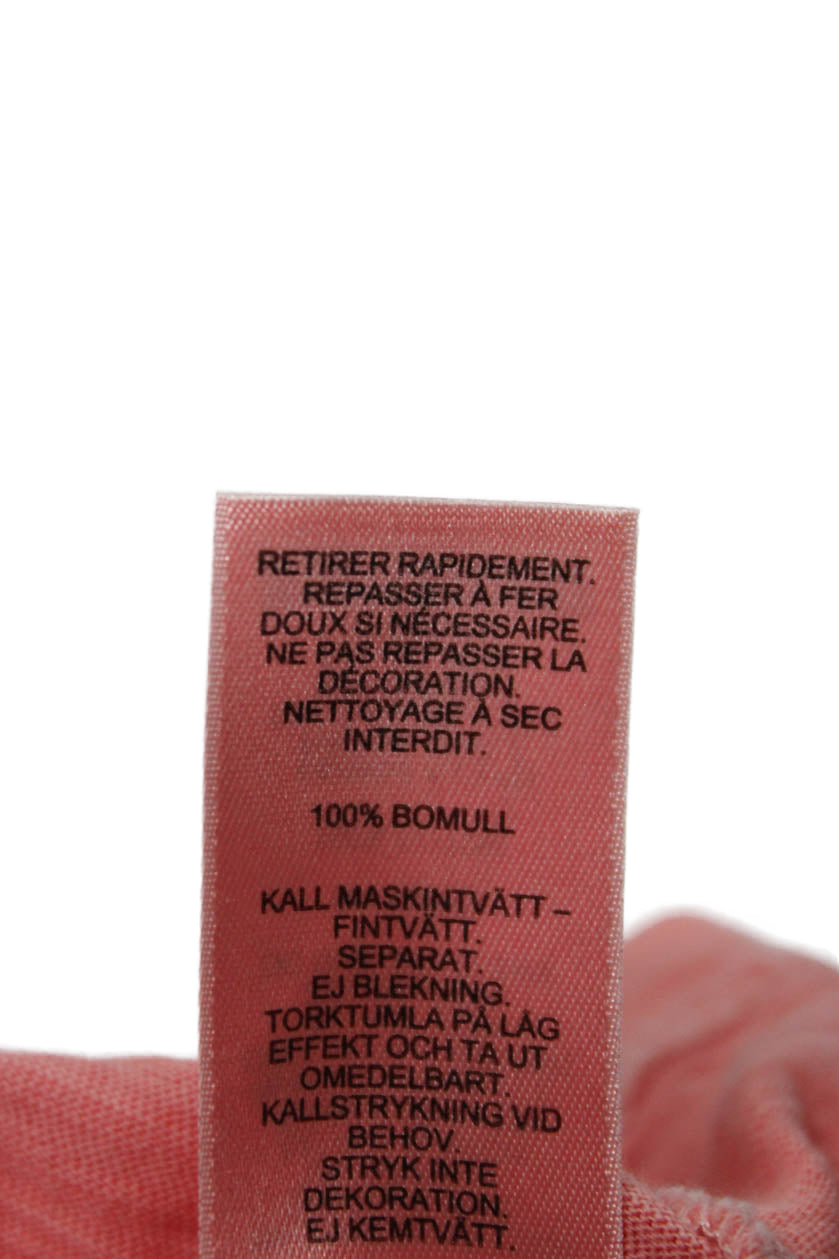 RETIRER RAPIDEMENT.
REPASSER À FER
DOUX SI NÉCESSAIRE.
NE PAS REPASSER LA
DÉCORATION.
NETTOYAGE À SEC
INTERDIT.
100% BOMULL
KALL MASKINTVÄTT –
FINTVÄTT.
SEPARAT.
EJ BLEKNING.
TORKTUMLA PÅ LÅG
EFFEKT OCH TA UT
OMEDELBART.
KALLSTRYKNING VID
BEHOV.
STRYK INTE
DEKORATION.
EJ KEMTVÄTT.